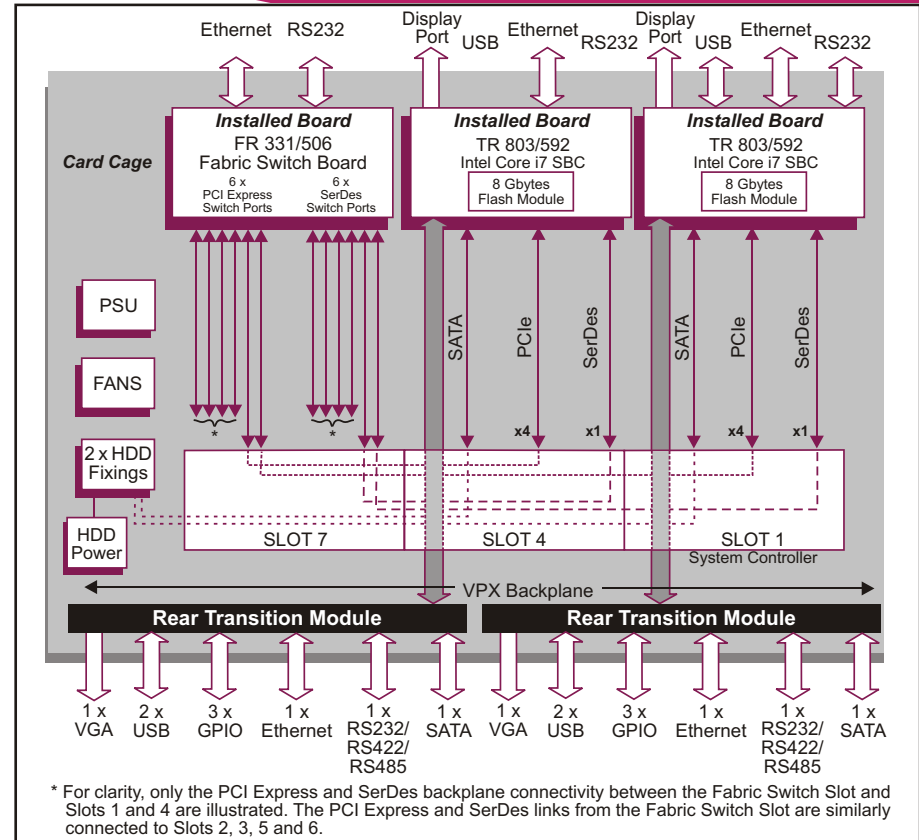 Ethernet RS232
Display Port USB Ethernet RS232
Display Port USB Ethernet RS232
Card Cage
Installed Board
FR 331/506
Fabric Switch Board
6 x
PCI Express
Switch Ports
6 x
SerDes
Switch Ports
Installed Board
TR 803/592
Intel Core i7 SBC
8 Gbytes
Flash Module
Installed Board
TR 803/592
Intel Core i7 SBC
8 Gbytes
Flash Module
PSU
FANS
2 x HDD
Fixings
HDD
Power
SATA
PCIe
SerDes
SATA
PCIe
SerDes
* * x4 x1 x4 x1
SLOT 7 SLOT 4 SLOT 1
System Controller
VPX Backplane
Rear Transition Module Rear Transition Module
1 x
VGA
2 x
USB
3 x
GPIO
1 x
Ethernet
1 x
RS232/
RS422/
RS485
1 x
SATA
1 x
VGA
2 x
USB
3 x
GPIO
1 x
Ethernet
1 x
RS232/
RS422/
RS485
1 x
SATA
* For clarity, only the PCI Express and SerDes backplane connectivity between the Fabric Switch Slot and
Slots 1 and 4 are illustrated. The PCI Express and SerDes links from the Fabric Switch Slot are similarly
connected to Slots 2, 3, 5 and 6.